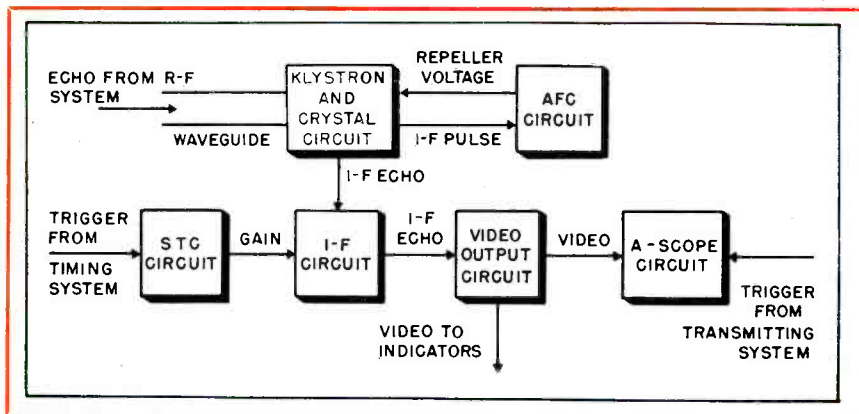 ECHO FROM R-F
SYSTEM
WAVEGUIDE
KLYSTRON
AND
CRYSTAL
CIRCUIT
REPELLER
VOLTAGE
I-F PULSE
AFC
CIRCUIT
I-F ECHO
TRIGGER
FROM
TIMING
SYSTEM
STC
CIRCUIT
GAIN
I-F
CIRCUIT
I-F
ECHO
VIDEO
OUTPUT
CIRCUIT
VIDEO
A-SCOPE
CIRCUIT
TRIGGER
FROM
TRANSMITTING
SYSTEM
VIDEO TO
INDICATORS